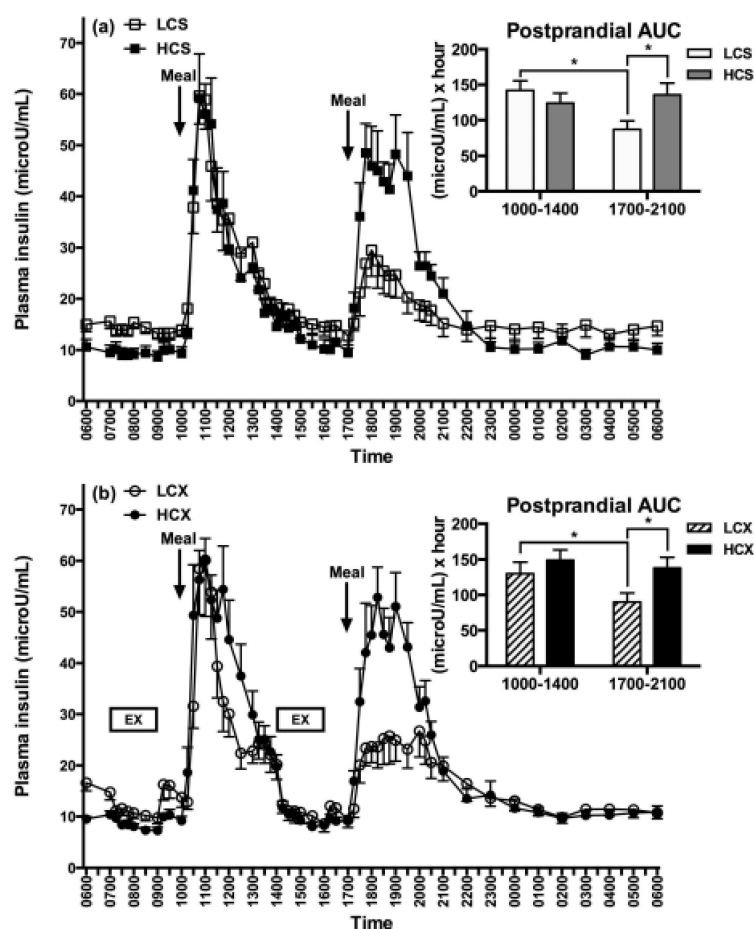 (a)
LCS
HCS
Meal
Meal
Plasma insulin (microU/mL)
70
60
50
40
30
20
10
0
0600 0700 0800 0900 1000 1100 1200 1300 1400 1500 1600 1700 1800 1900 2000 2100 2200 2300 0000 0100 0200 0300 0400 0500 0600
Time
Postprandial AUC
LCS
HCS
(microU/mL) x hour
200
150
100
50
0
*
*
1000-1400 1700-2100
(b)
LCX
HCX
Meal
Meal
EX
EX
Plasma insulin (microU/mL)
70
60
50
40
30
20
10
0
0600 0700 0800 0900 1000 1100 1200 1300 1400 1500 1600 1700 1800 1900 2000 2100 2200 2300 0000 0100 0200 0300 0400 0500 0600
Time
Postprandial AUC
LCX
HCX
(microU/mL) x hour
200
150
100
50
0
*
*
1000-1400 1700-2100